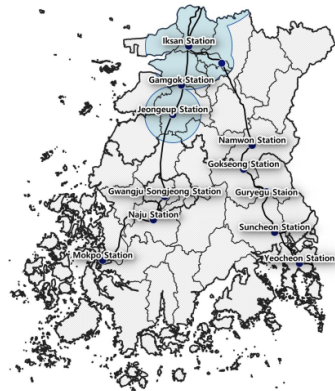 Iksan Station
Gamgok Station
Jeongeup Station
Namwon Station
Gokseong Station
Gwangju Songjeong Station
Guryegu Staion
Naju Station
Suncheon Station
Mokpo Station
Yeocheon Station